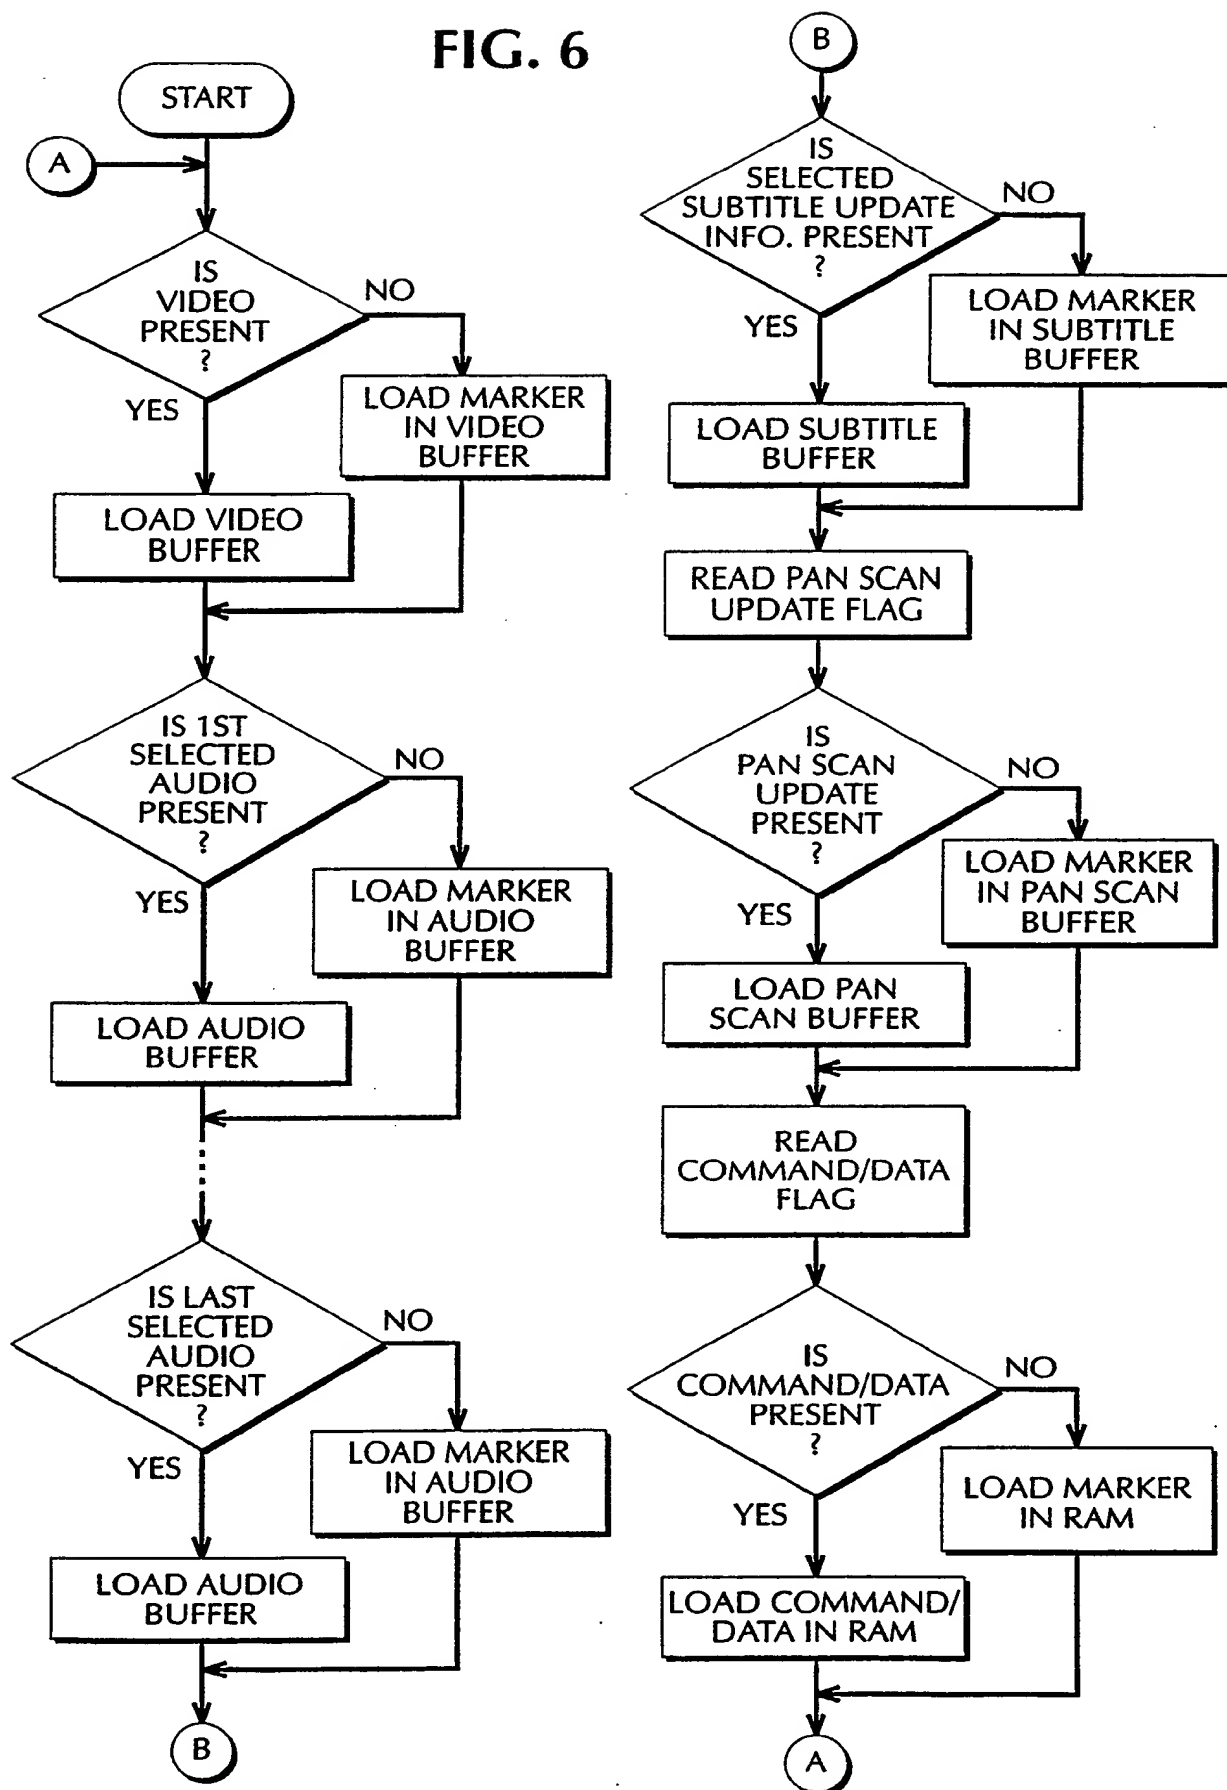 FIG. 6
START
A
IS
VIDEO
PRESENT
?
NO
YES
LOAD MARKER
IN VIDEO
BUFFER
LOAD VIDEO
BUFFER
IS 1ST
SELECTED
AUDIO
PRESENT
?
NO
YES
LOAD MARKER
IN AUDIO
BUFFER
LOAD AUDIO
BUFFER
IS LAST
SELECTED
AUDIO
PRESENT
?
NO
YES
LOAD MARKER
IN AUDIO
BUFFER
LOAD AUDIO
BUFFER
B
B
IS
SELECTED
SUBTITLE UPDATE
INFO. PRESENT
?
NO
YES
LOAD MARKER
IN SUBTITLE
BUFFER
LOAD SUBTITLE
BUFFER
READ PAN SCAN
UPDATE FLAG
IS
PAN SCAN
UPDATE
PRESENT
?
NO
YES
LOAD MARKER
IN PAN SCAN
BUFFER
LOAD PAN
SCAN BUFFER
READ
COMMAND/DATA
FLAG
IS
COMMAND/DATA
PRESENT
?
NO
YES
LOAD MARKER
IN RAM
LOAD COMMAND/
DATA IN RAM
A